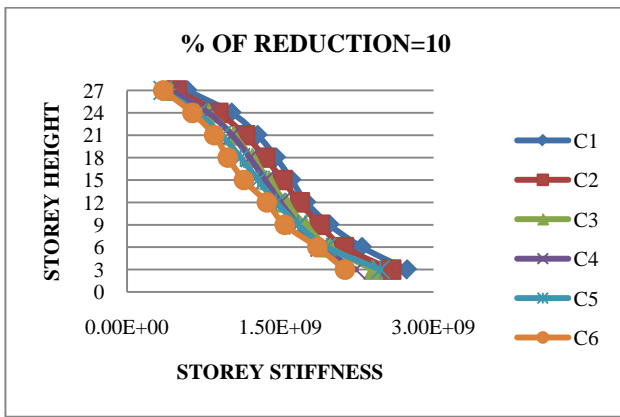 % OF REDUCTION=10
STOREY HEIGHT
27
24
21
18
15
12
9
6
3
0
0.00E+00 1.50E+09 3.00E+09
STOREY STIFFNESS
C1
C2
C3
C4
C5
C6